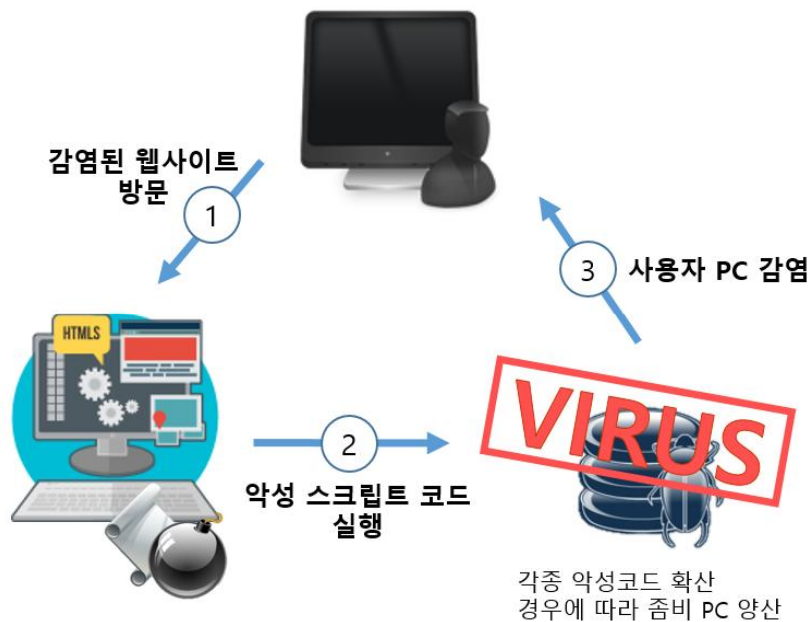 감염된 웹사이트
방문
1
3
사용자 PC 감염
HTMLS
VIRUS
2
악성 스크립트 코드
실행
각종 악성코드 확산
경우에 따라 좀비 PC 양산